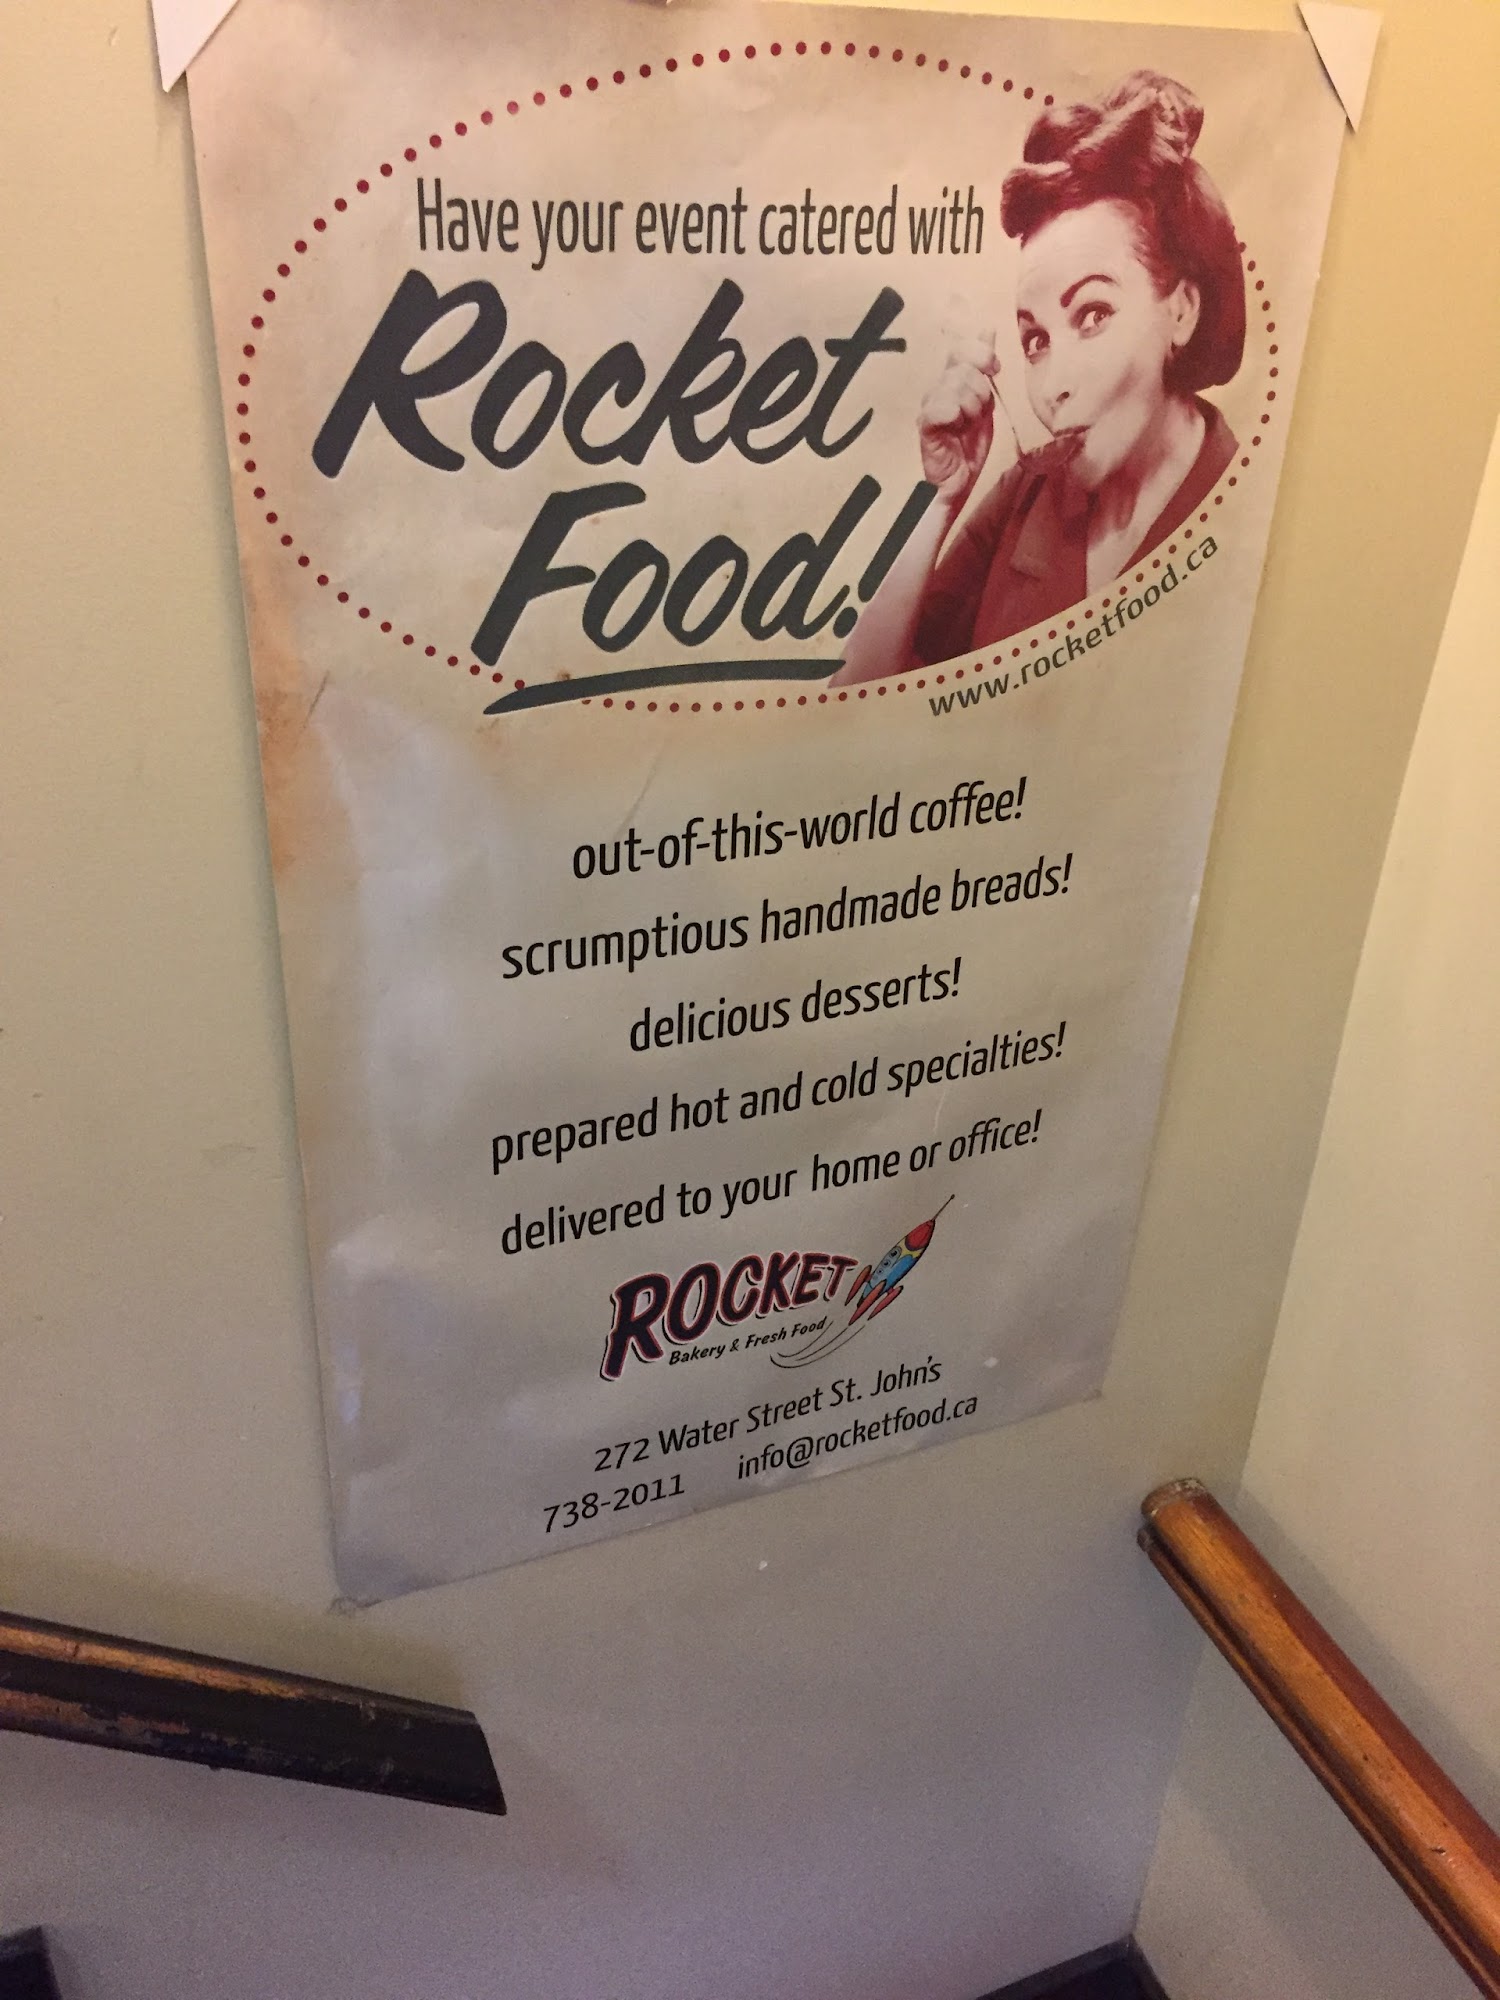 Have your event catered with
Rocket
Food!
www.rocketfood.ca
out-of-this-world coffee!
scrumptious handmade breads!
delicious desserts!
prepared hot and cold specialties!
delivered to your home or office!
ROCKET
Bakery & Fresh Food
272 Water Street St. John's
738-2011 info@rocketfood.ca